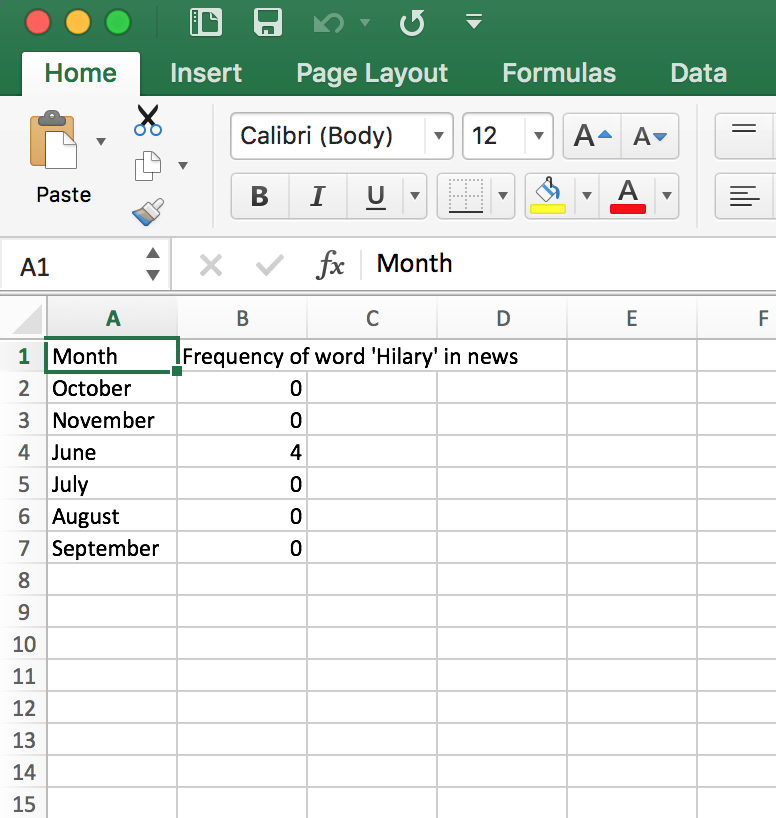 Home Insert Page Layout Formulas Data
Calibri (Body) 12 A A
Paste
B I U A
A1 fx Month
A B C D E F
1 Month Frequency of word 'Hilary' in news
2 October 0
3 November 0
4 June 4
5 July 0
6 August 0
7 September 0
8
9
10
11
12
13
14
15